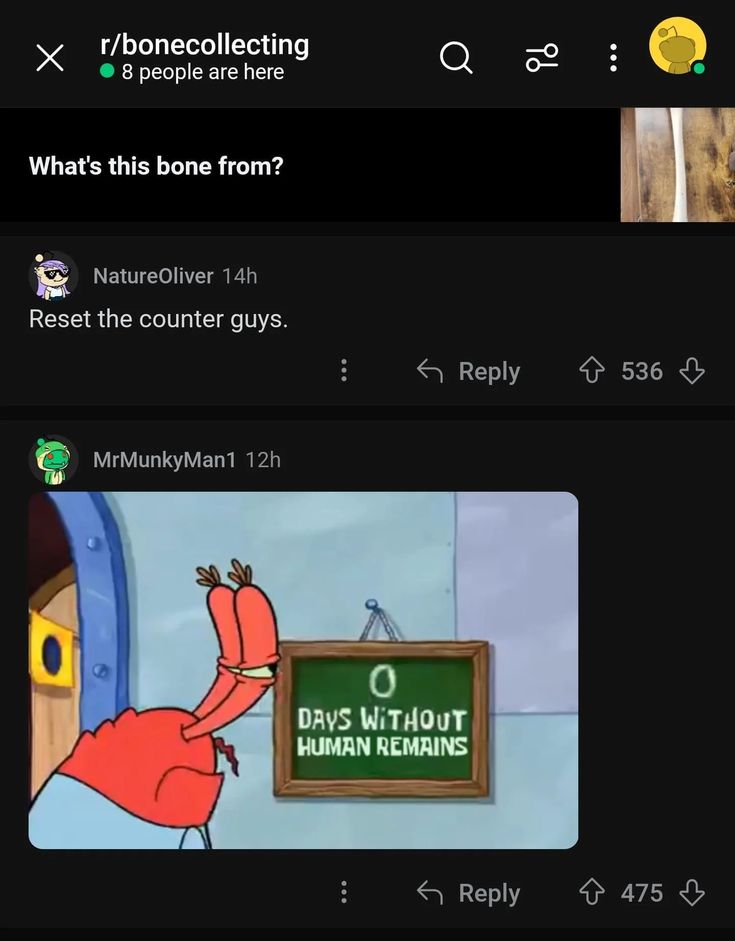 r/bonecollecting
8 people are here
What's this bone from?
NatureOliver 14h
Reset the counter guys.
Reply 536
MrMunkyMan1 12h
0
DAYS WiTHOUT
HUMAN REMAINS
Reply 475